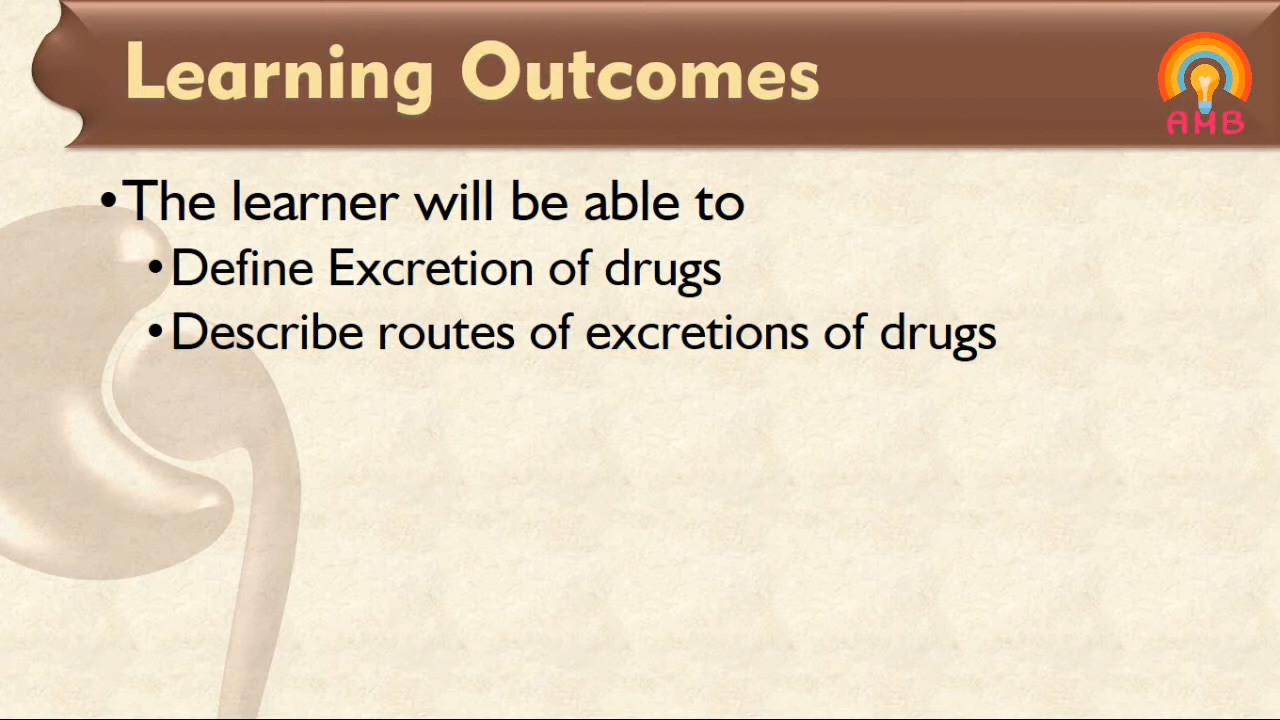 Learning Outcomes
AMB
•The learner will be able to
•Define Excretion of drugs
•Describe routes of excretions of drugs